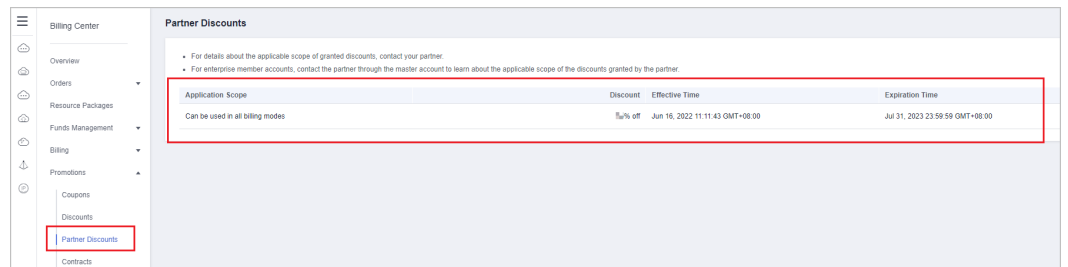 Billing Center
Overview
Orders
Resource Packages
Funds Management
Billing
Promotions
Coupons
Discounts
Partner Discounts
Contracts
Partner Discounts
For details about the applicable scope of granted discounts, contact your partner.
For enterprise member accounts, contact the partner through the master account to learn about the applicable scope of the discounts granted by the partner.
Application Scope Discount Effective Time Expiration Time
Can be used in all billing modes % off Jun 16, 2022 11:11:43 GMT+08:00 Jul 31, 2023 23:59:59 GMT+08:00